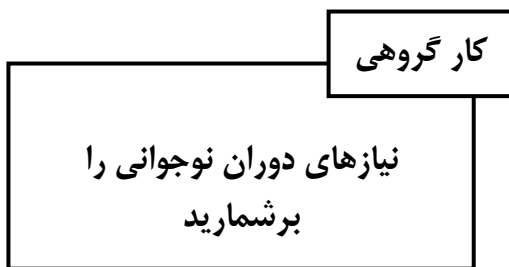 کار گروهی
نیازهای دوران نوجوانی را
برشمارید